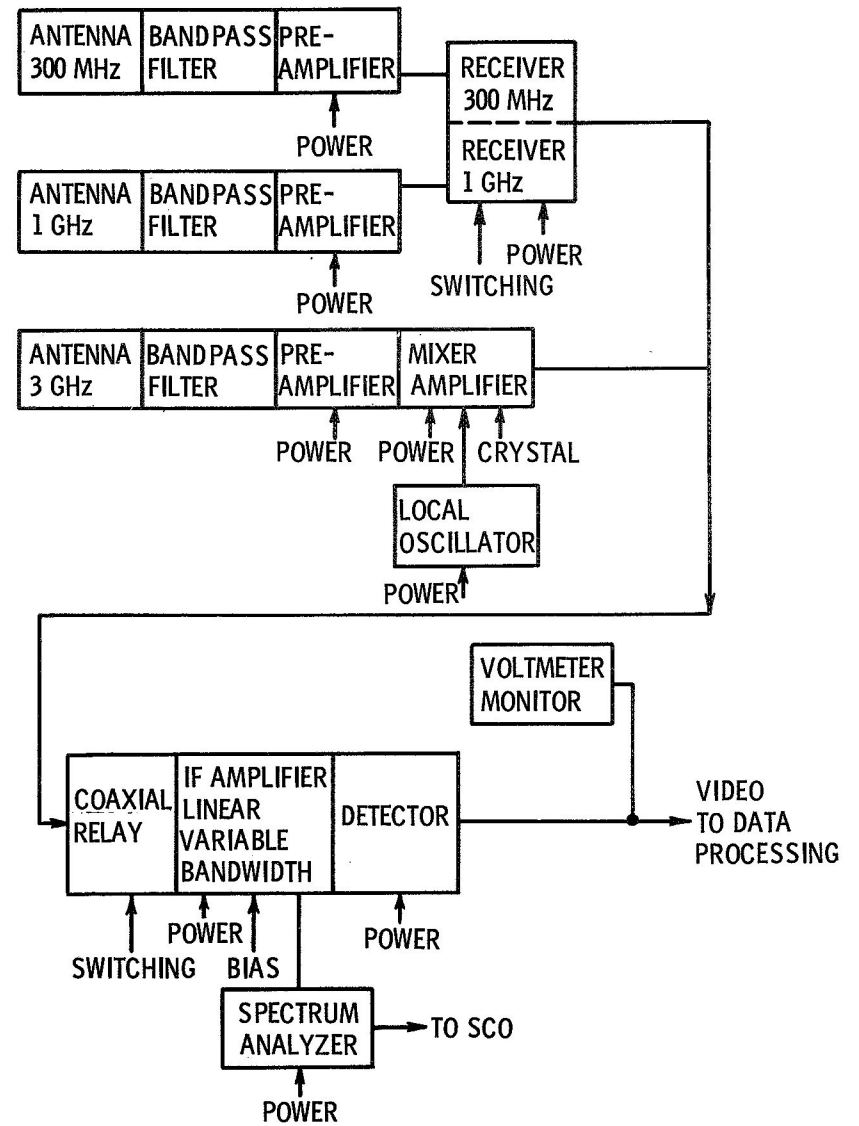 ANTENNA
300 MHz
BANDPASS
FILTER
PRE-
AMPLIFIER
POWER
RECEIVER
300 MHz
RECEIVER
1 GHz
POWER
SWITCHING
ANTENNA
1 GHz
BANDPASS
FILTER
PRE-
AMPLIFIER
POWER
ANTENNA
3 GHz
BANDPASS
FILTER
PRE-
AMPLIFIER
MIXER
AMPLIFIER
POWER
POWER
CRYSTAL
LOCAL
OSCILLATOR
POWER
VOLTMETER
MONITOR
COAXIAL
RELAY
IF AMPLIFIER
LINEAR
VARIABLE
BANDWIDTH
DETECTOR
VIDEO
TO DATA
PROCESSING
SWITCHING
POWER
BIAS
POWER
SPECTRUM
ANALYZER
TO SCO
POWER